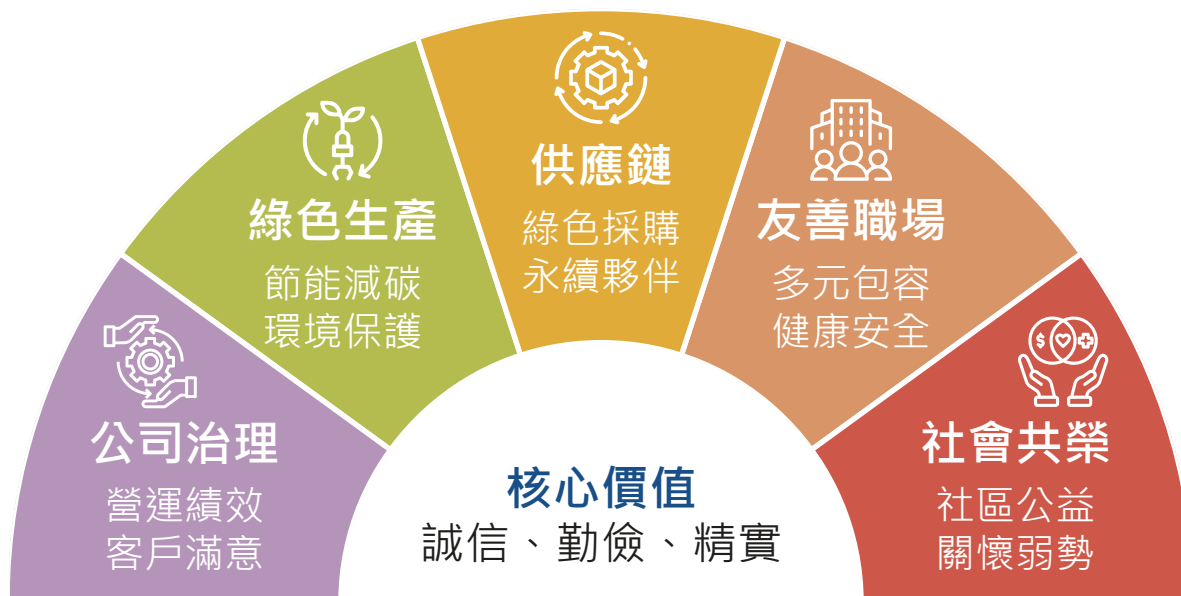 公司治理
營運績效
客戶滿意
綠色生產
節能減碳
環境保護
供應鏈
綠色採購
永續夥伴
友善職場
多元包容
健康安全
社會共榮
社區公益
關懷弱勢
核心價值
誠信、勤儉、精實